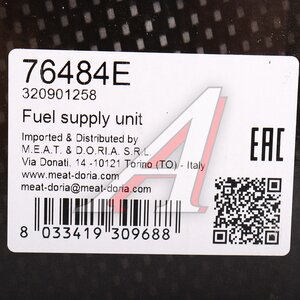 76484E
320901258
Fuel supply unit
Imported & Distributed by
M.E.A.T. & D.O.R.I.A. S.R.L.
Via Donati, 14 -10121 Torino (TO) - Italy
www.meat-doria.com
meat-doria@meat-doria.com
EAC
8 033419 309688